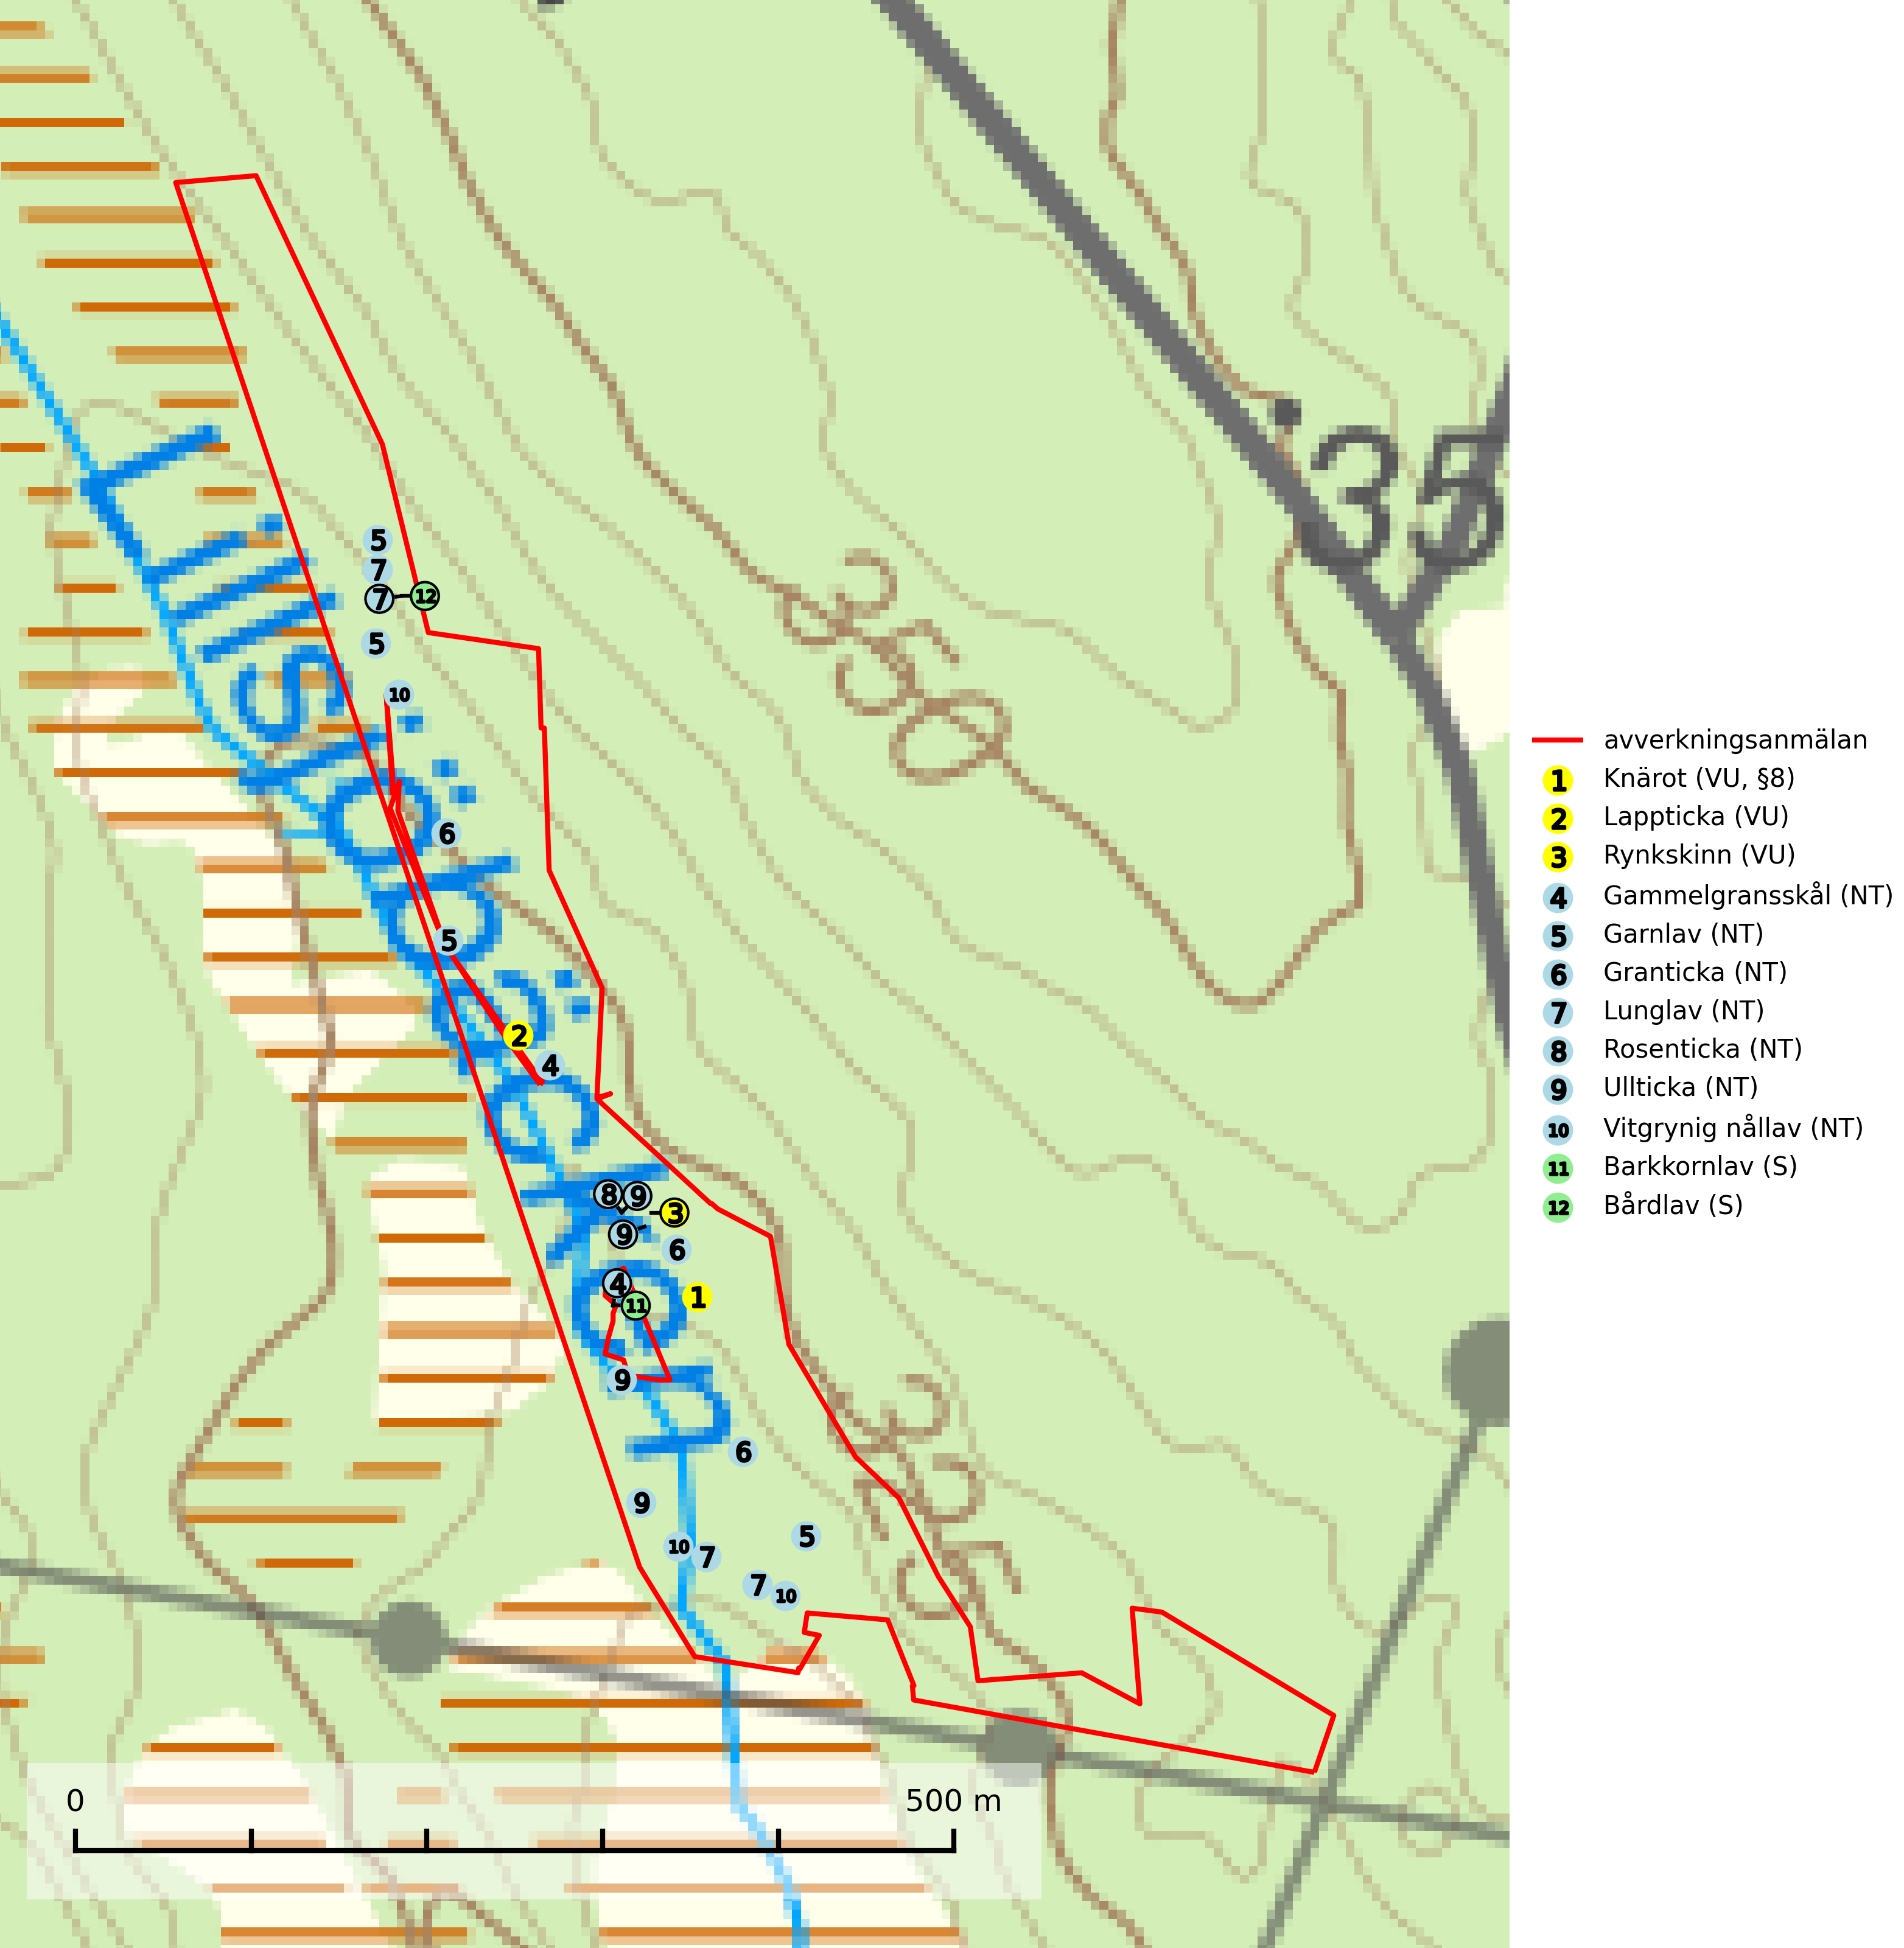 35
350
Lillsjöbäcken
5
7
7 12
5
10
6
5
2
4
8 9
3
9
6
4
11
1
9
6
9
5
10
7
7
10
325
0 500 m
avverkningsanmälan
1 Knärot (VU, §8)
2 Lappticka (VU)
3 Rynkskinn (VU)
4 Gammelgransskål (NT)
5 Garnlav (NT)
6 Granticka (NT)
7 Lunglav (NT)
8 Rosenticka (NT)
9 Ullticka (NT)
10 Vitgrynig nållav (NT)
11 Barkkornlav (S)
12 Bårdlav (S)